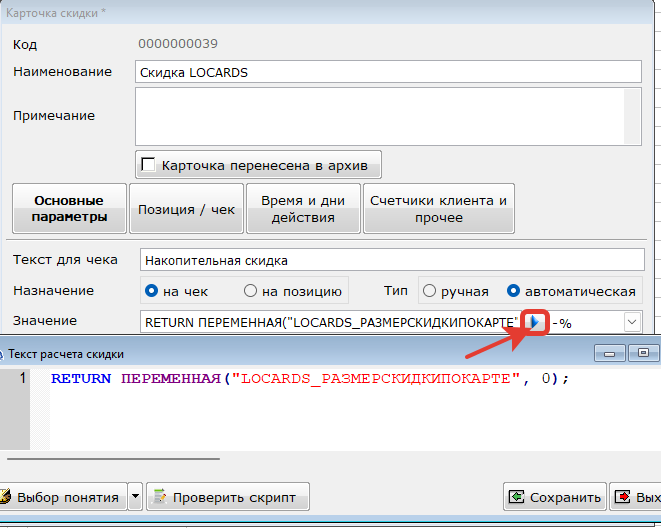 Карточка скидки *
Код 0000000039
Наименование Скидка LOCARDS
Примечание
Карточка перенесена в архив
Основные параметры
Позиция / чек
Время и дни действия
Счетчики клиента и прочее
Текст для чека Накопительная скидка
Назначение на чек на позицию Тип ручная автоматическая
Значение RETURN ПЕРЕМЕННАЯ("LOCARDS_РАЗМЕРСКИДКИПОКАРТЕ" -%
Текст расчета скидки
1 RETURN ПЕРЕМЕННАЯ("LOCARDS_РАЗМЕРСКИДКИПОКАРТЕ", 0);
Выбор понятия Проверить скрипт Сохранить Вых